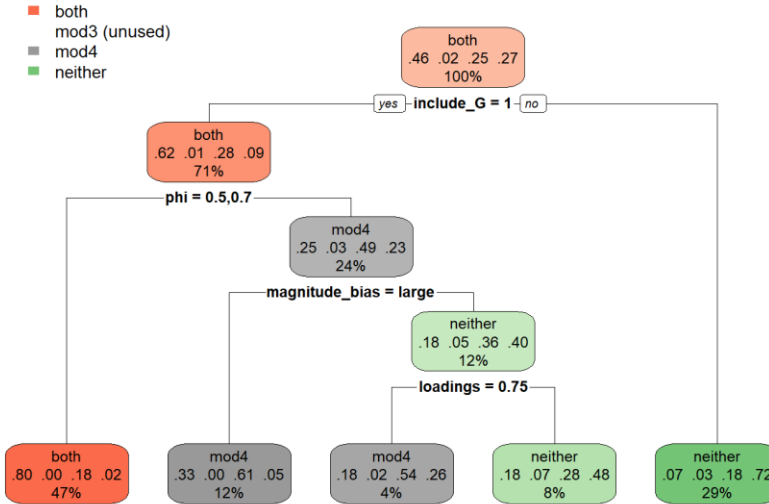 both
mod3 (unused)
mod4
neither
both
.46 .02 .25 .27
100%
yes include_G = 1 no
both
.62 .01 .28 .09
71%
phi = 0.5,0.7
mod4
.25 .03 .49 .23
24%
magnitude_bias = large
neither
.18 .05 .36 .40
12%
loadings = 0.75
both
.80 .00 .18 .02
47%
mod4
.33 .00 .61 .05
12%
mod4
.18 .02 .54 .26
4%
neither
.18 .07 .28 .48
8%
neither
.07 .03 .18 .72
29%